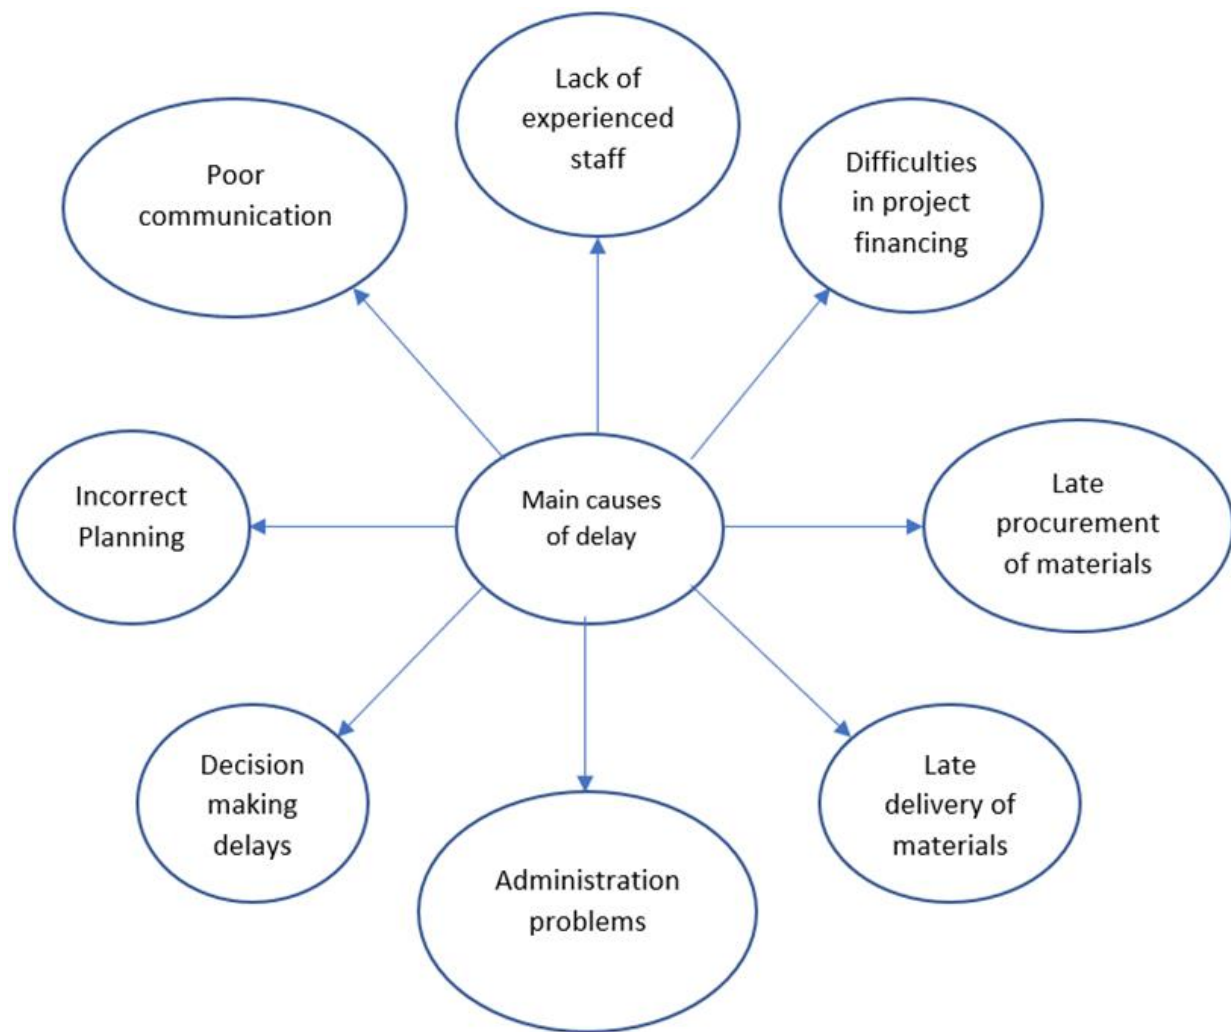 Lack of
experienced
staff
Poor
communication
Difficulties
in project
financing
Incorrect
Planning
Main causes
of delay
Late
procurement
of materials
Decision
making
delays
Administration
problems
Late
delivery of
materials